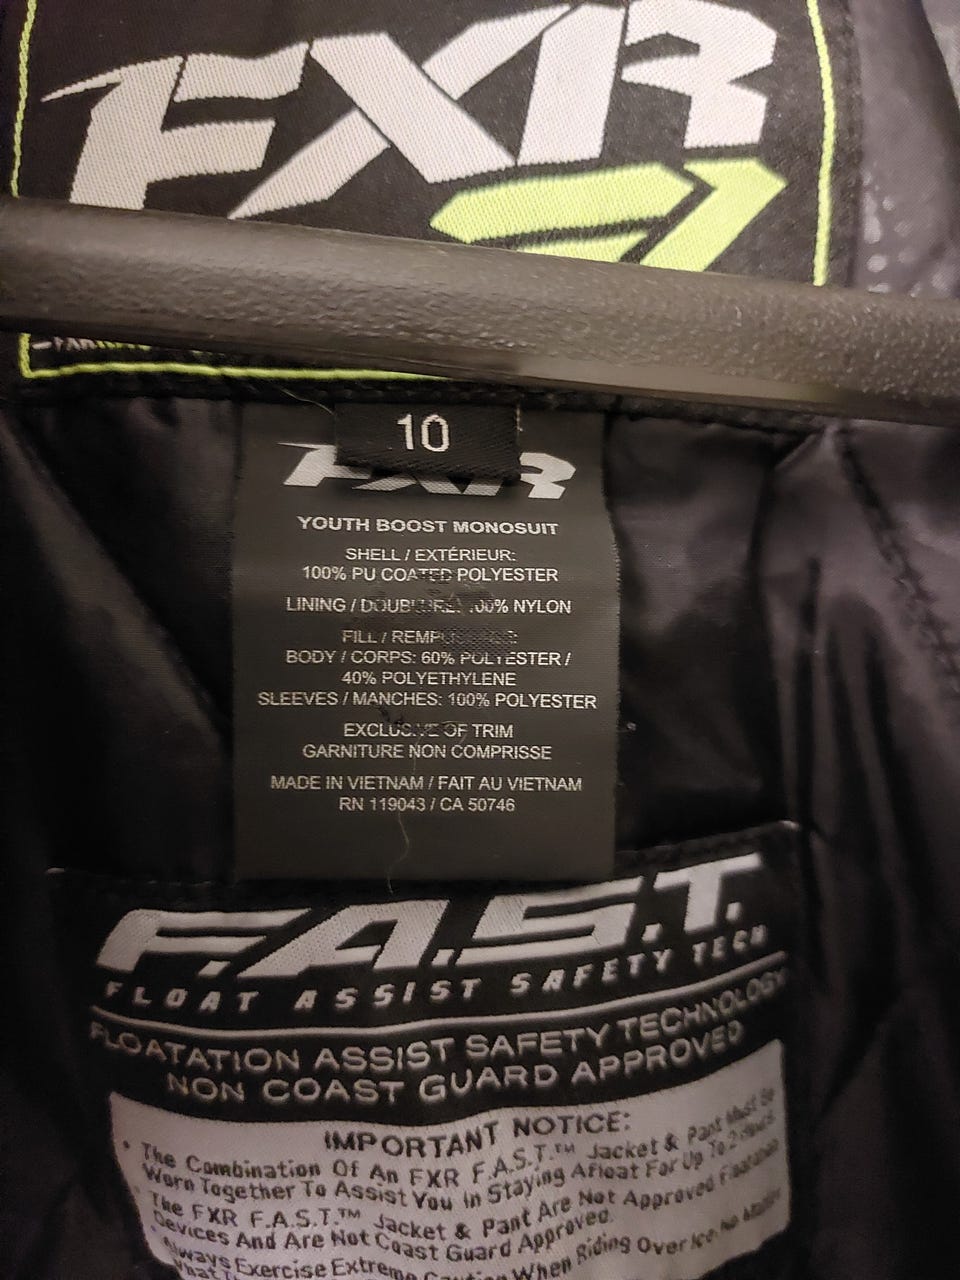 FXR
10
FXR
YOUTH BOOST MONOSUIT
SHELL / EXTÉRIEUR:
100% PU COATED POLYESTER
LINING / 100% NYLON
FILL /
BODY / CORPS: 60% POLYESTER /
40% POLYETHYLENE
SLEEVES / MANCHES: 100% POLYESTER
EXCLUSIVE OF TRIM
GARNITURE NON COMPRISSE
MADE IN VIETNAM / FAIT AU VIETNAM
RN 119043 / CA 50746
F.A.S.T.
FLOAT ASSIST SAFETY TECH
FLOATATION ASSIST SAFETY TECHNOLOGY
NON COAST GUARD APPROVED
IMPORTANT NOTICE:
• The Combination Of An FXR F.A.S.T.™ Jacket & Pant Must Be
Worn Together To Assist You In Staying Afloat For Up To 2 Hours.
• The FXR F.A.S.T.™ Jacket & Pant Are Not Approved Floatation
Devices And Are Not Coast Guard Approved.
Always Exercise Extreme Caution When Riding Over Ice. No Matter
What